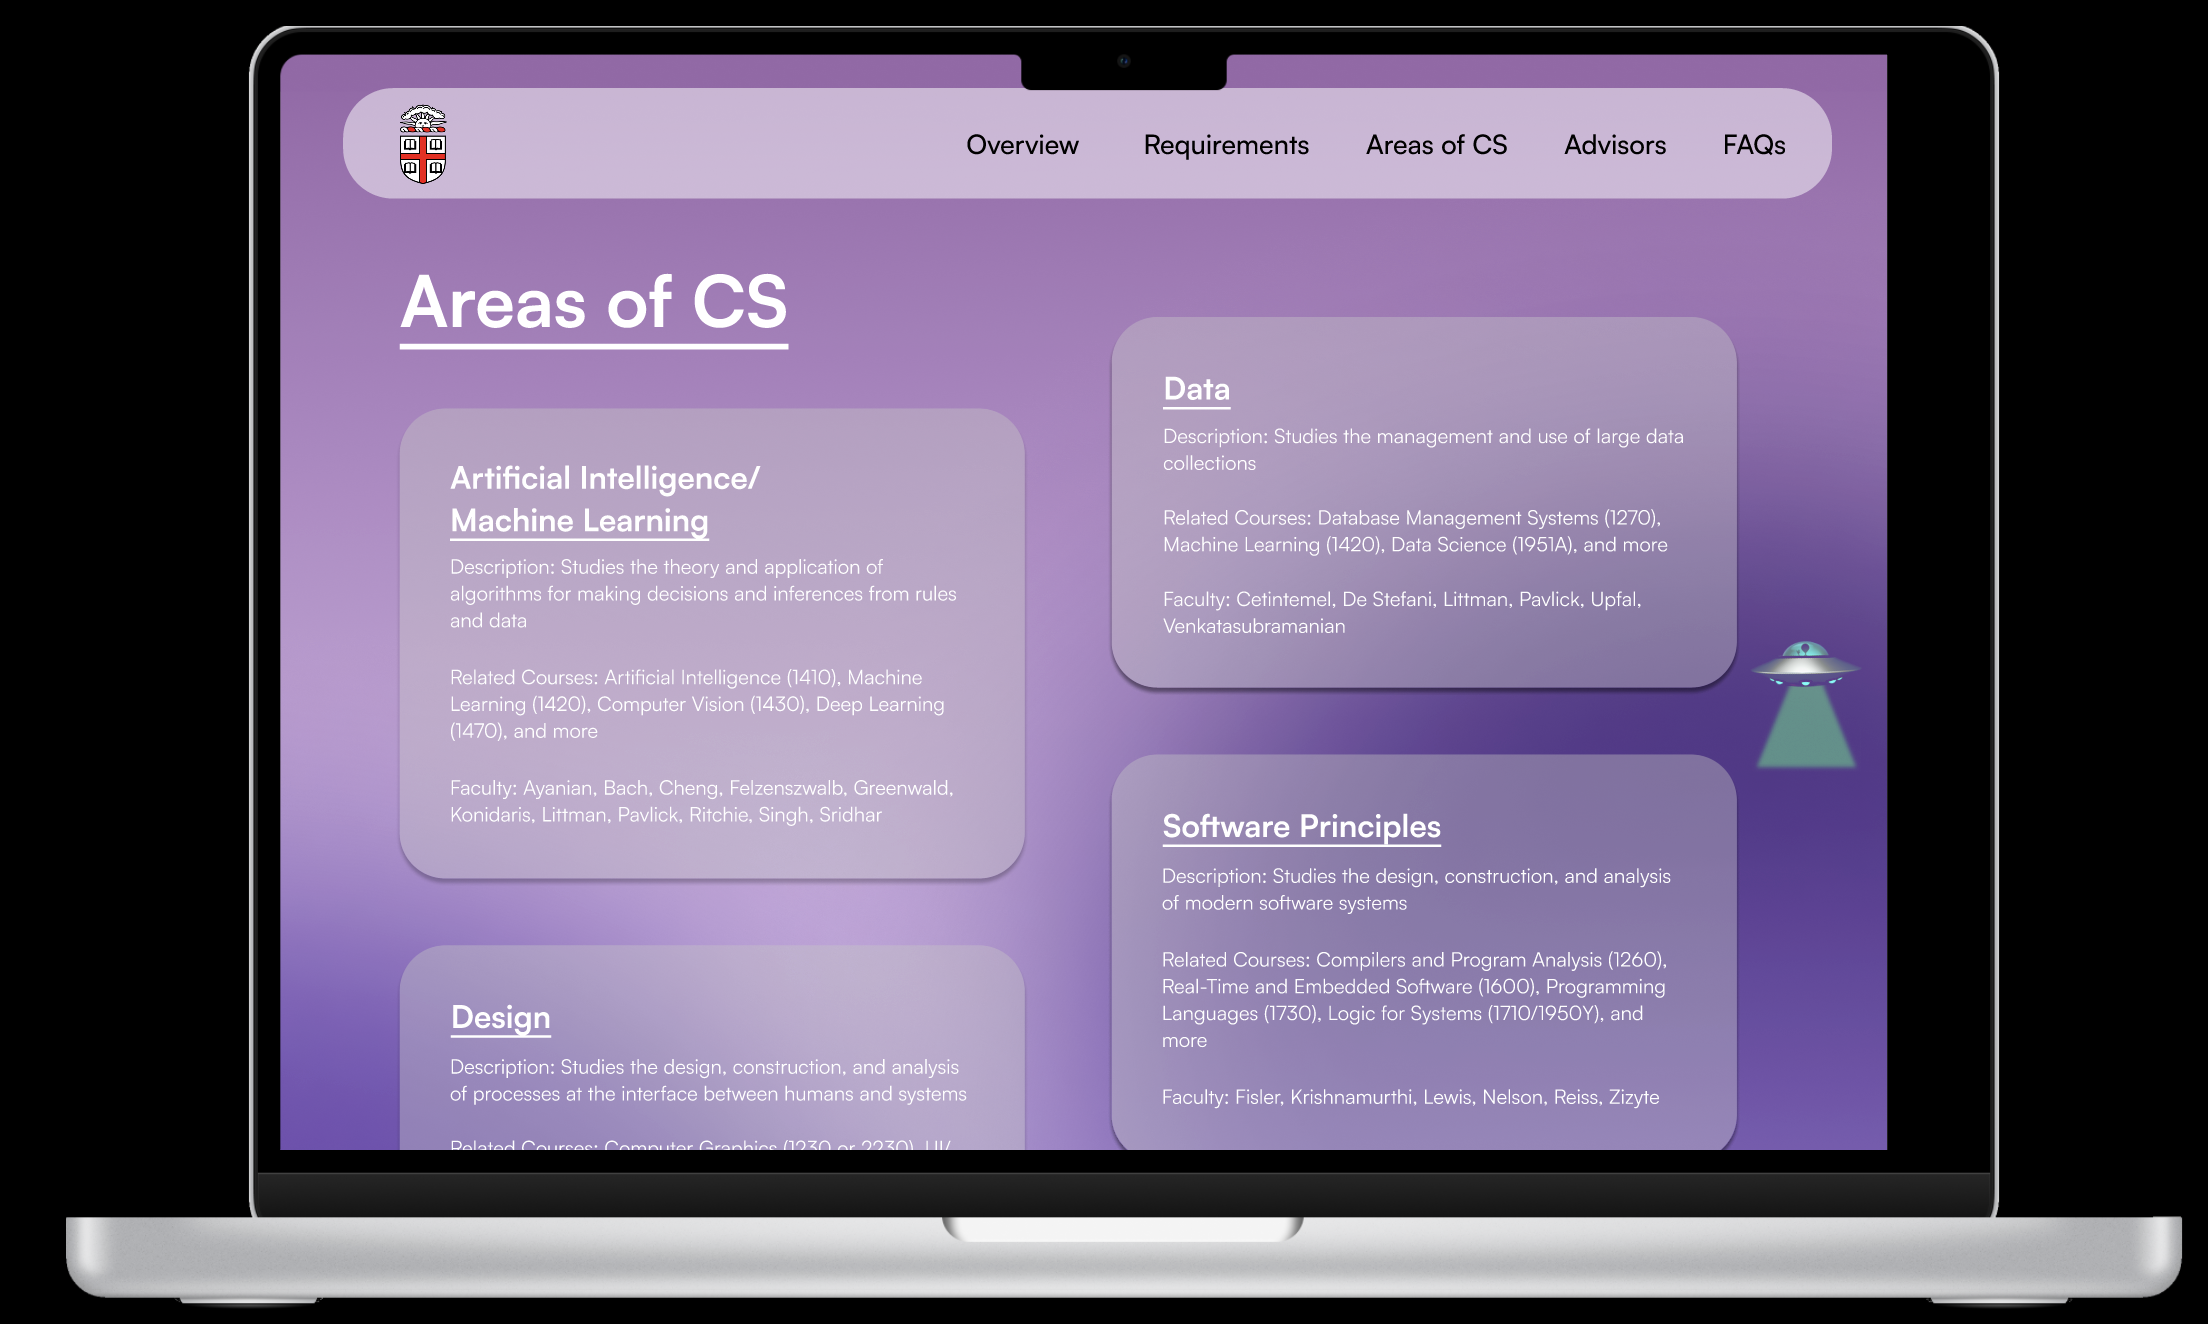 Overview Requirements Areas of CS Advisors FAQs
Areas of CS
Artificial Intelligence/
Machine Learning
Description: Studies the theory and application of
algorithms for making decisions and inferences from rules
and data
Related Courses: Artificial Intelligence (1410), Machine
Learning (1420), Computer Vision (1430), Deep Learning
(1470), and more
Faculty: Ayanian, Bach, Cheng, Felzenszwalb, Greenwald,
Konidaris, Littman, Pavlick, Ritchie, Singh, Sridhar
Design
Description: Studies the design, construction, and analysis
of processes at the interface between humans and systems
Related Courses: Computer Graphics (1230 or 2230), UI/
Data
Description: Studies the management and use of large data
collections
Related Courses: Database Management Systems (1270),
Machine Learning (1420), Data Science (1951A), and more
Faculty: Cetintemel, De Stefani, Littman, Pavlick, Upfal,
Venkatasubramanian
Software Principles
Description: Studies the design, construction, and analysis
of modern software systems
Related Courses: Compilers and Program Analysis (1260),
Real-Time and Embedded Software (1600), Programming
Languages (1730), Logic for Systems (1710/1950Y), and
more
Faculty: Fisler, Krishnamurthi, Lewis, Nelson, Reiss, Zizyte